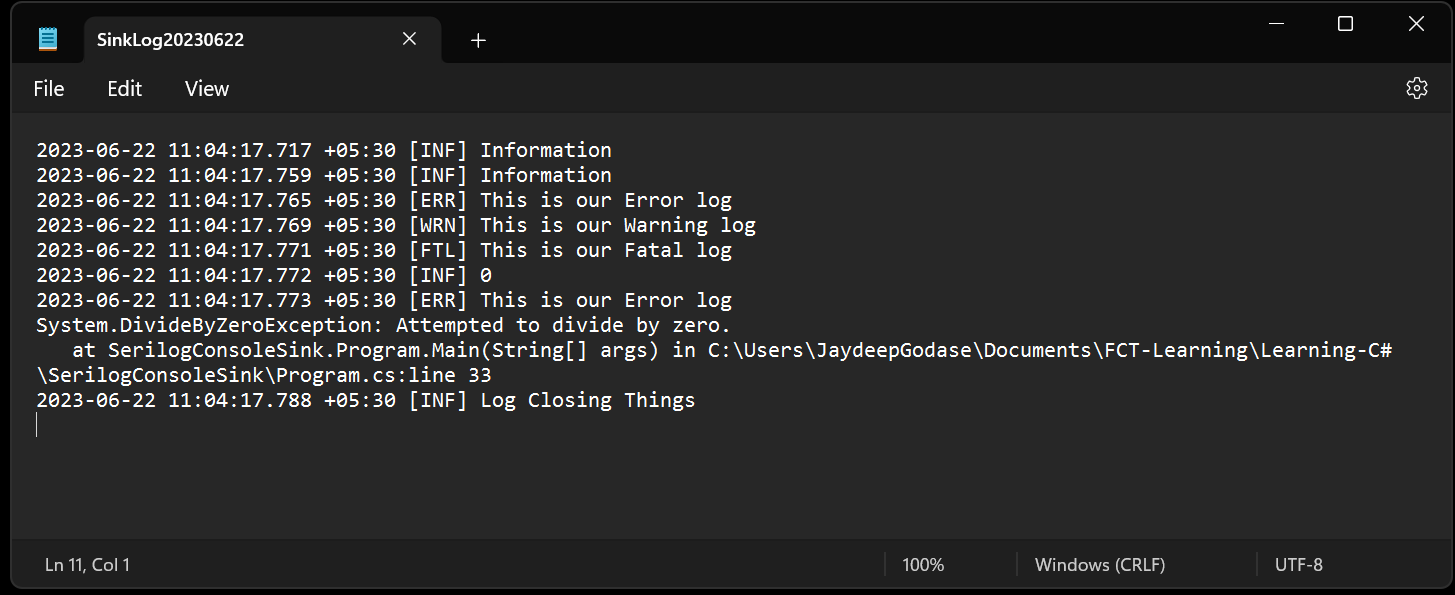 SinkLog20230622
File Edit View
2023-06-22 11:04:17.717 +05:30 [INF] Information
2023-06-22 11:04:17.759 +05:30 [INF] Information
2023-06-22 11:04:17.765 +05:30 [ERR] This is our Error log
2023-06-22 11:04:17.769 +05:30 [WRN] This is our Warning log
2023-06-22 11:04:17.771 +05:30 [FTL] This is our Fatal log
2023-06-22 11:04:17.772 +05:30 [INF] 0
2023-06-22 11:04:17.773 +05:30 [ERR] This is our Error log
System.DivideByZeroException: Attempted to divide by zero.
   at SerilogConsoleSink.Program.Main(String[] args) in C:\Users\JaydeepGodase\Documents\FCT-Learning\Learning-C#
\SerilogConsoleSink\Program.cs:line 33
2023-06-22 11:04:17.788 +05:30 [INF] Log Closing Things
Ln 11, Col 1 100% Windows (CRLF) UTF-8